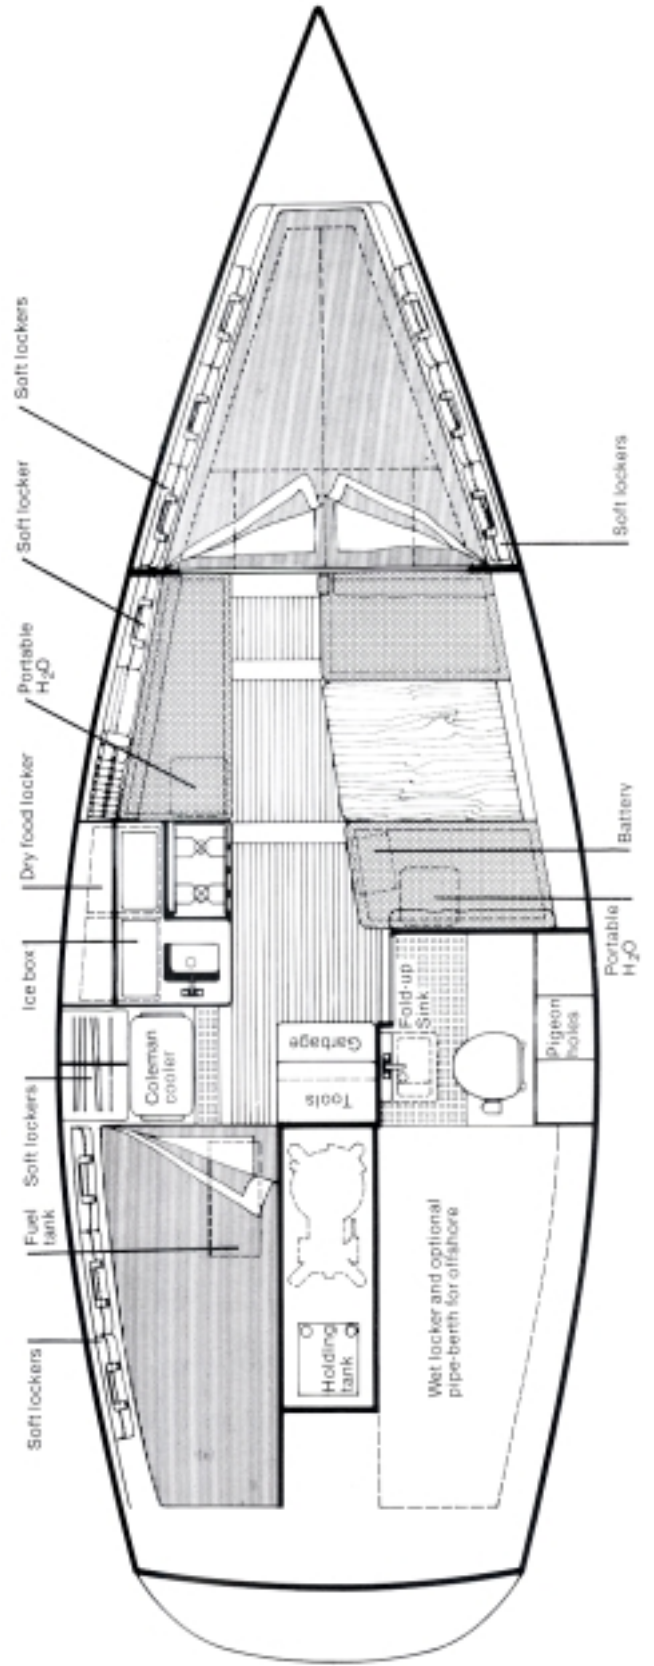 Soft lockers
Soft lockers
Fuel
tank
Soft lockers
Ice box
Dry food locker
Portable
H₂O
Soft locker
Soft lockers
Coleman
cooler
Holding
tank
Tools
Garbage
Fold-up
Sink
Wet locker and optional
pipe-berth for offshore
Pigeon
holes
Portable
H₂O
Battery
Soft lockers